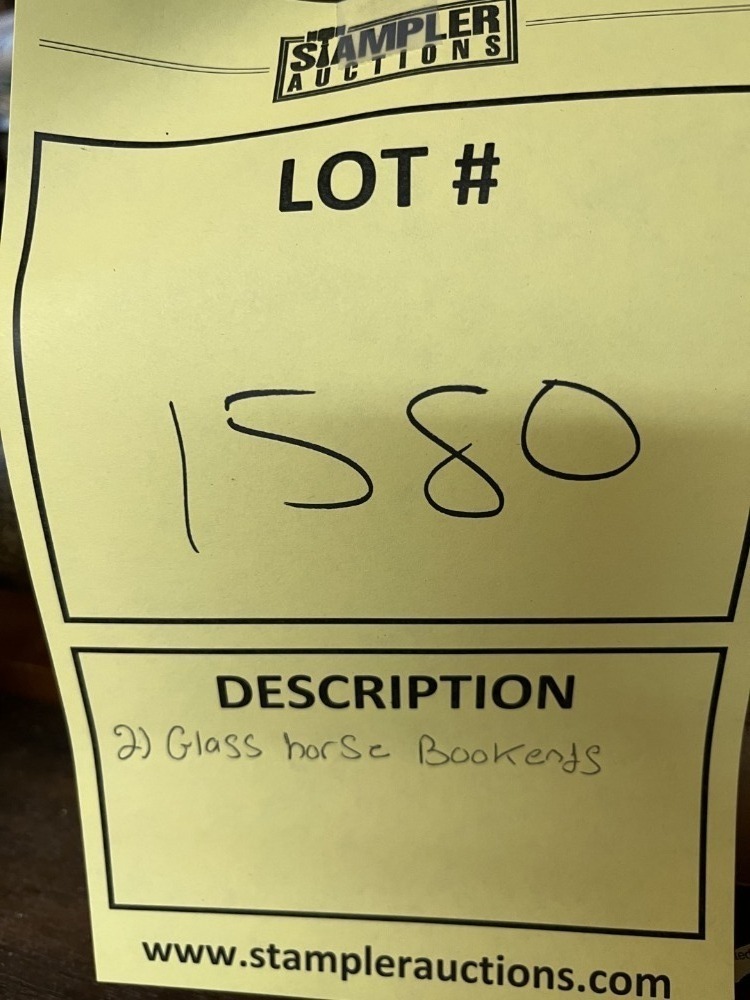 STAMPLER
AUCTIONS
LOT #
1580
DESCRIPTION
2) Glass horse Bookends
www.stamplerauctions.com